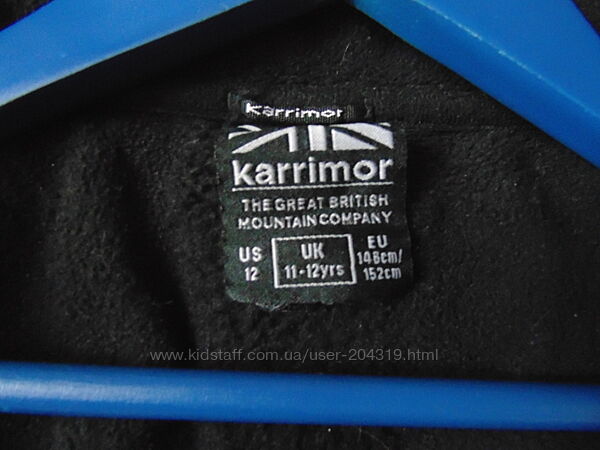 Karrimor
karrimor
THE GREAT BRITISH
MOUNTAIN COMPANY
US
12
UK
11-12yrs
EU
146cm/
152cm
www.kidstaff.com.ua/user-204319.html